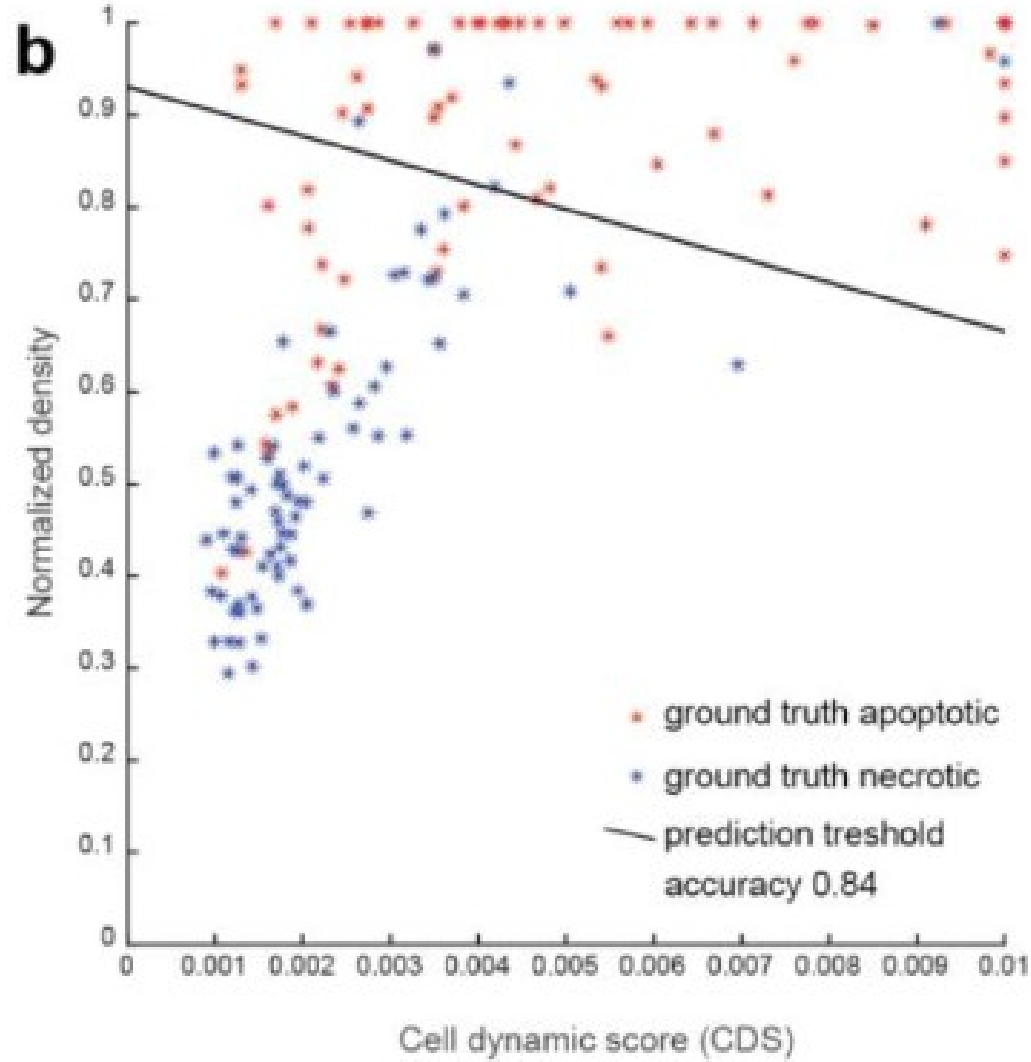 b
1
0.9
0.8
0.7
0.6
0.5
0.4
0.3
0.2
0.1
0
Normalized density
ground truth apoptotic
ground truth necrotic
prediction treshold
accuracy 0.84
0 0.001 0.002 0.003 0.004 0.005 0.006 0.007 0.008 0.009 0.01
Cell dynamic score (CDS)